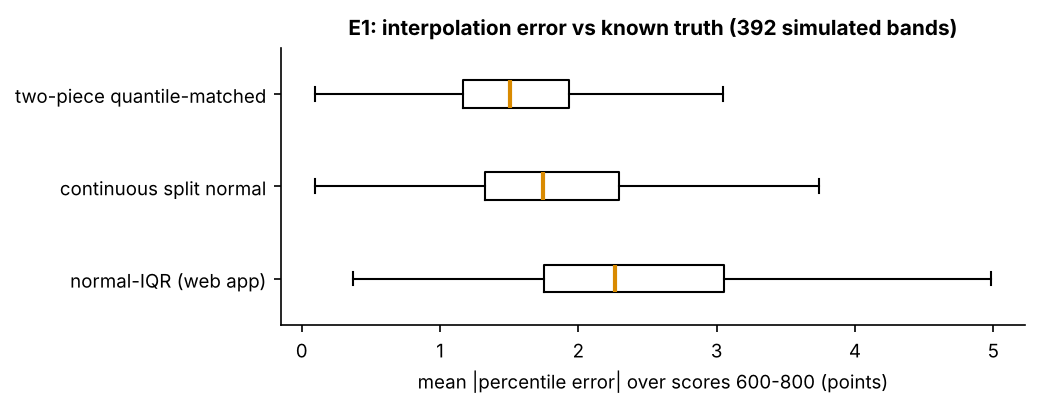 E1: interpolation error vs known truth (392 simulated bands)
two-piece quantile-matched
continuous split normal
normal-IQR (web app)
0 1 2 3 4 5
mean |percentile error| over scores 600-800 (points)